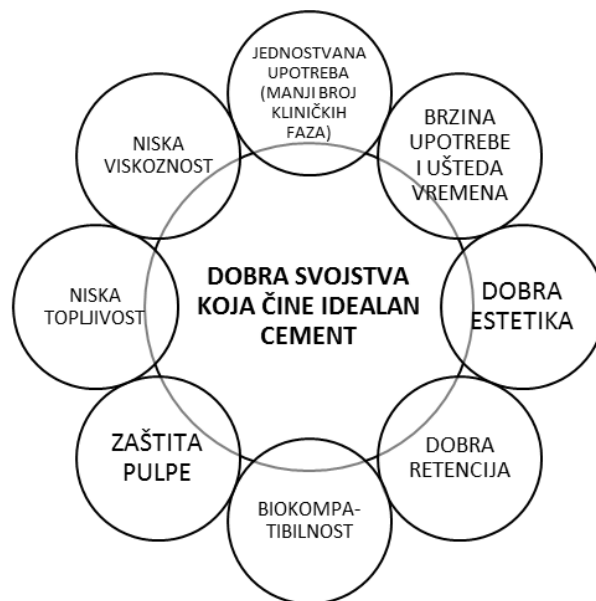 JEDNOSTVANA
UPOTREBA
(MANJI BROJ
KLINIČKIH
FAZA)
BRZINA
UPOTREBE
I UŠTEDA
VREMENA
DOBRA
ESTETIKA
DOBRA
RETENCIJA
BIOKOMPA-
TIBILNOST
ZAŠTITA
PULPE
NISKA
TOPLJIVOST
NISKA
VISKOZNOST
DOBRA SVOJSTVA
KOJA ČINE IDEALAN
CEMENT